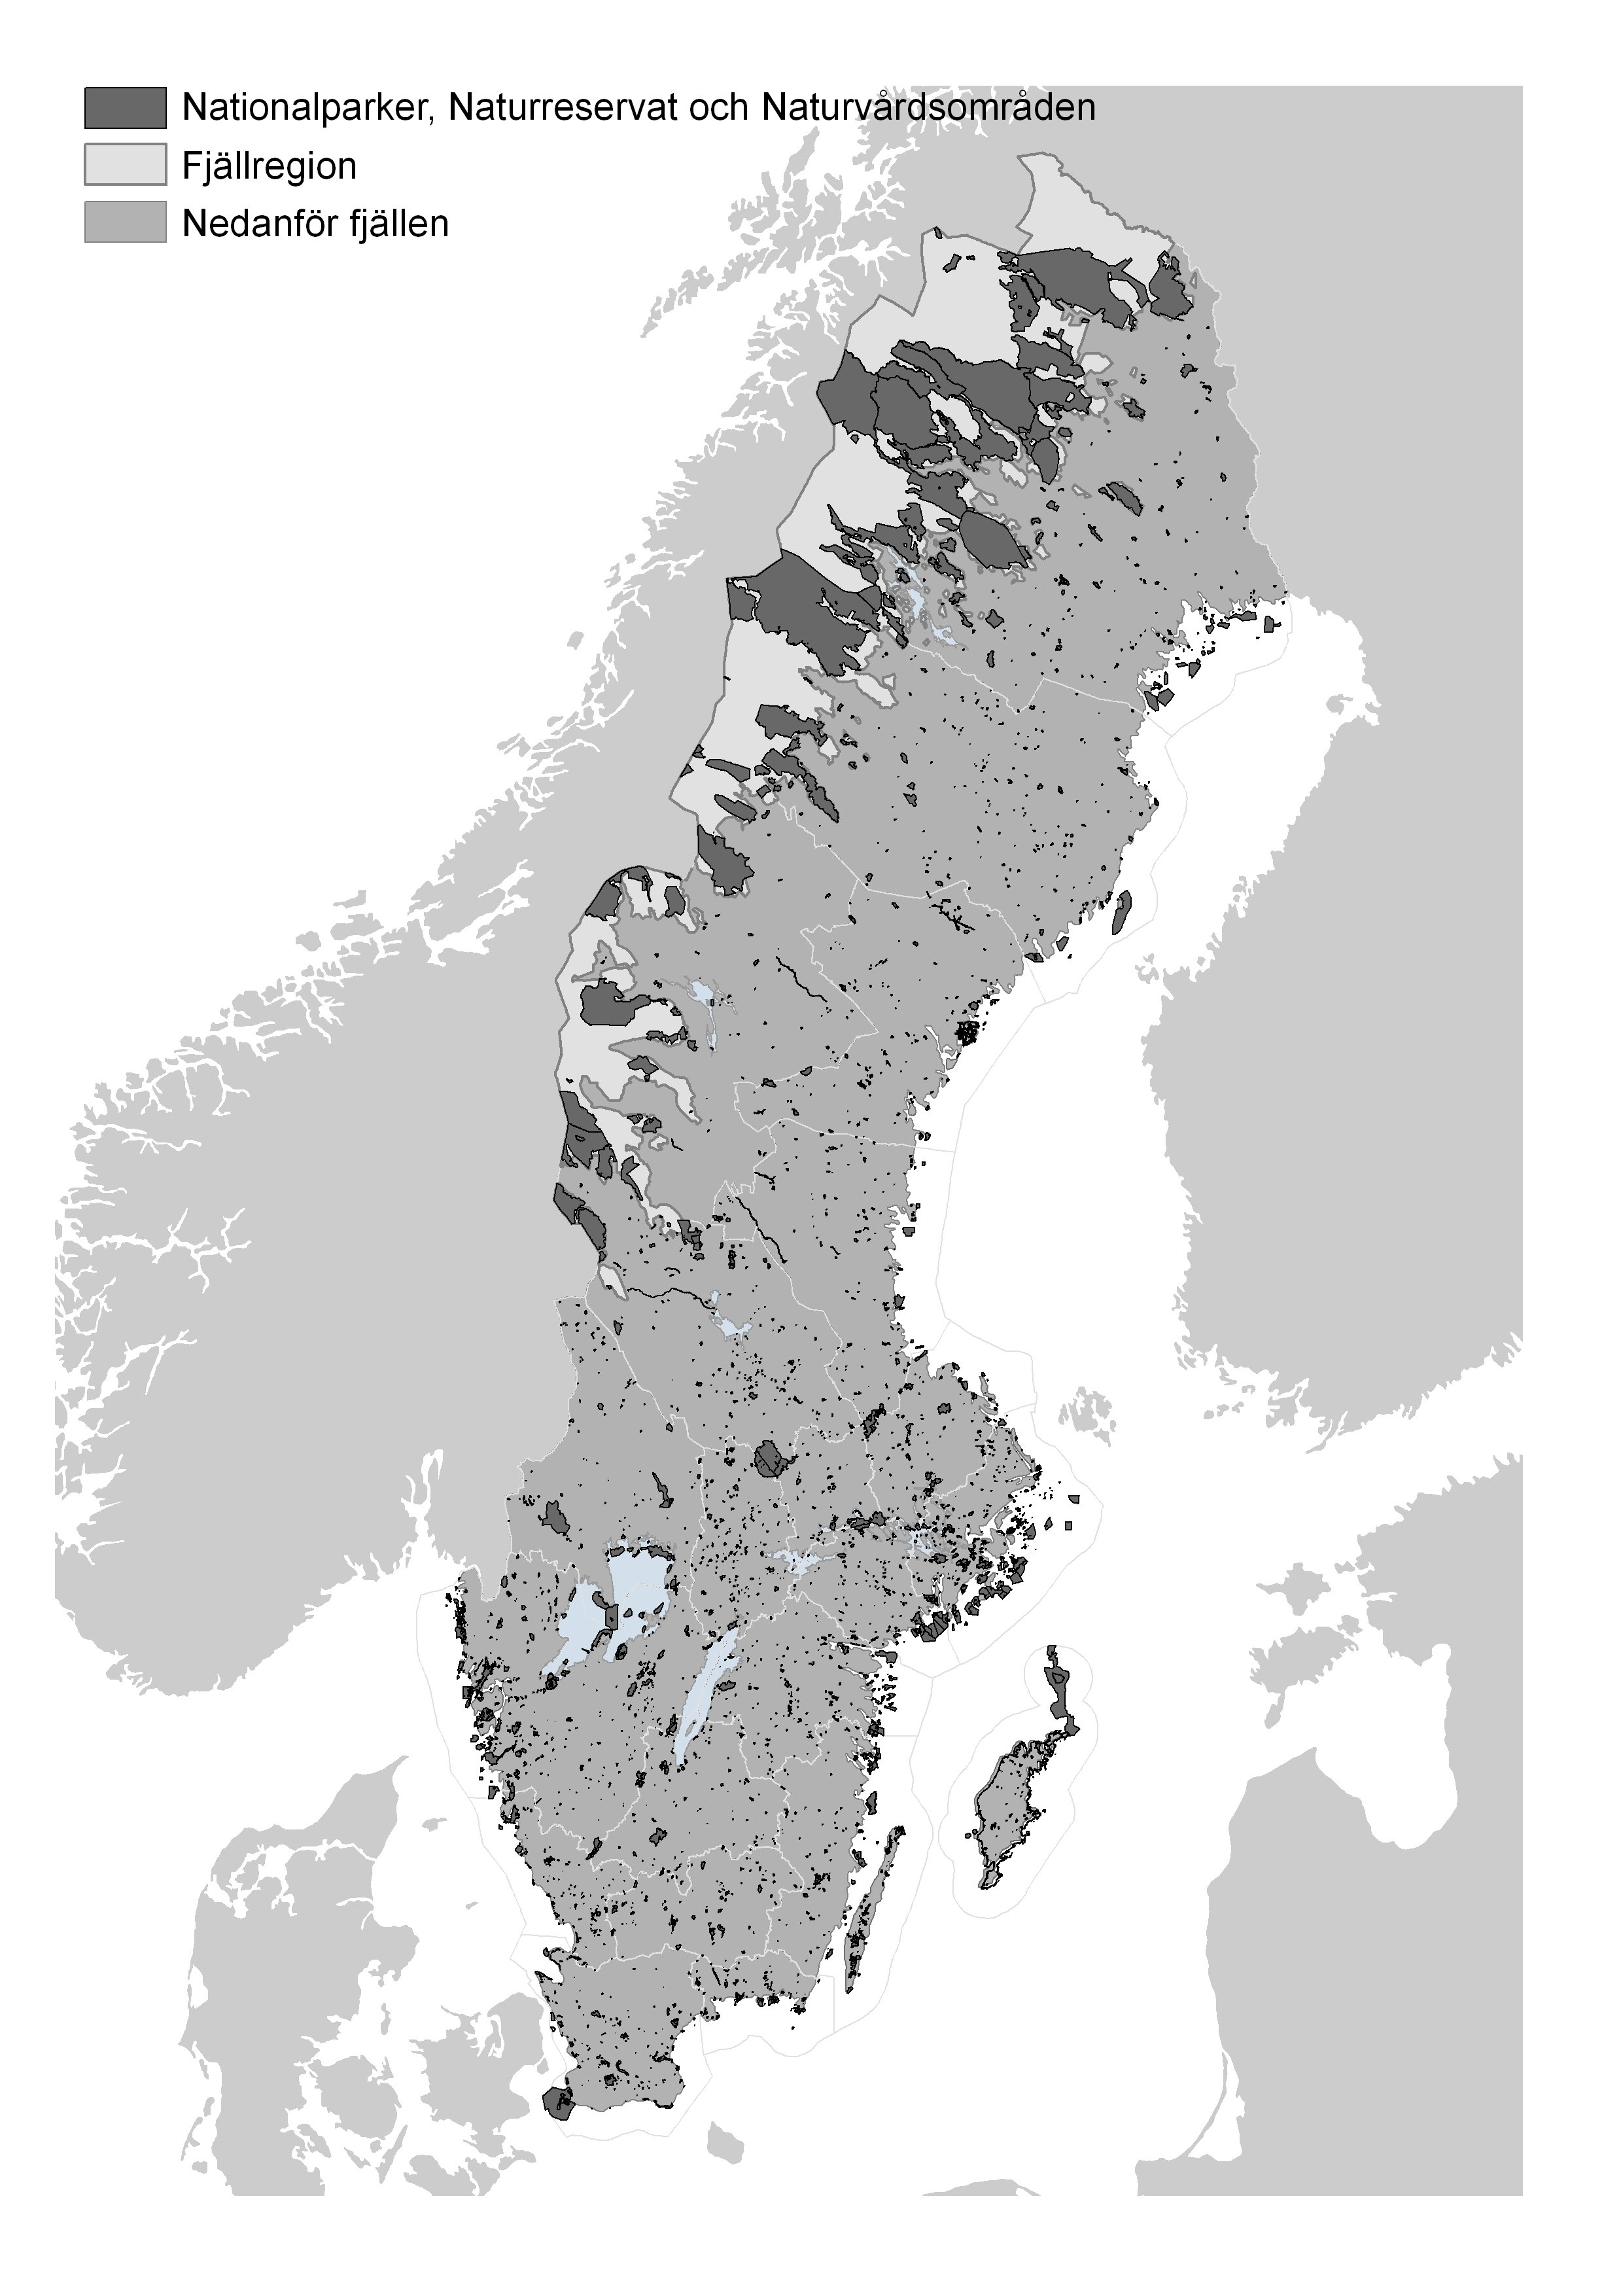 Nationalparker, Naturreservat och Naturvårdsområden
Fjällregion
Nedanför fjällen